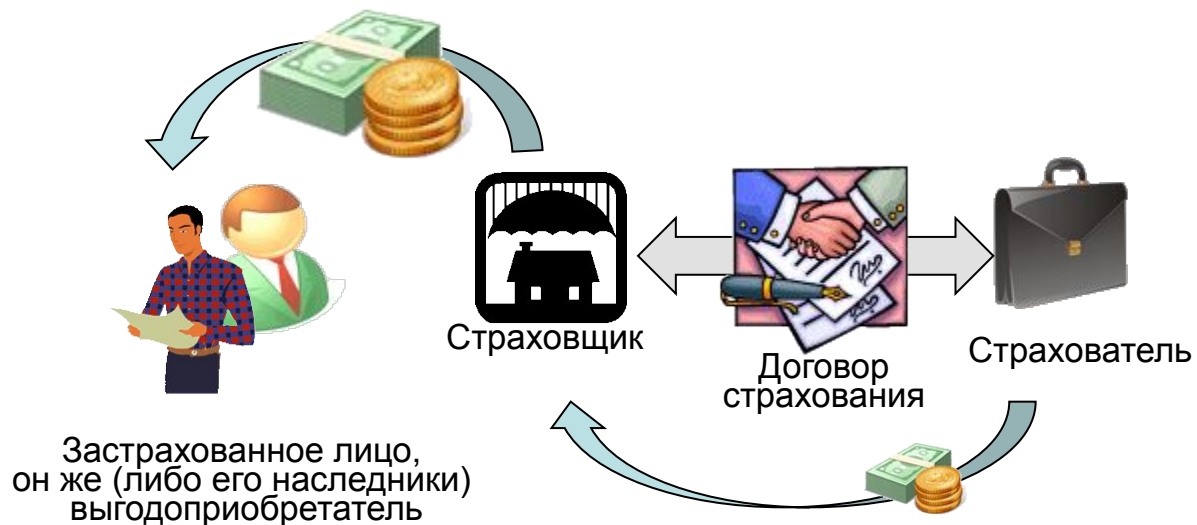 Страховщик
Договор
страхования
Страхователь
Застрахованное лицо,
он же (либо его наследники)
выгодоприобретатель